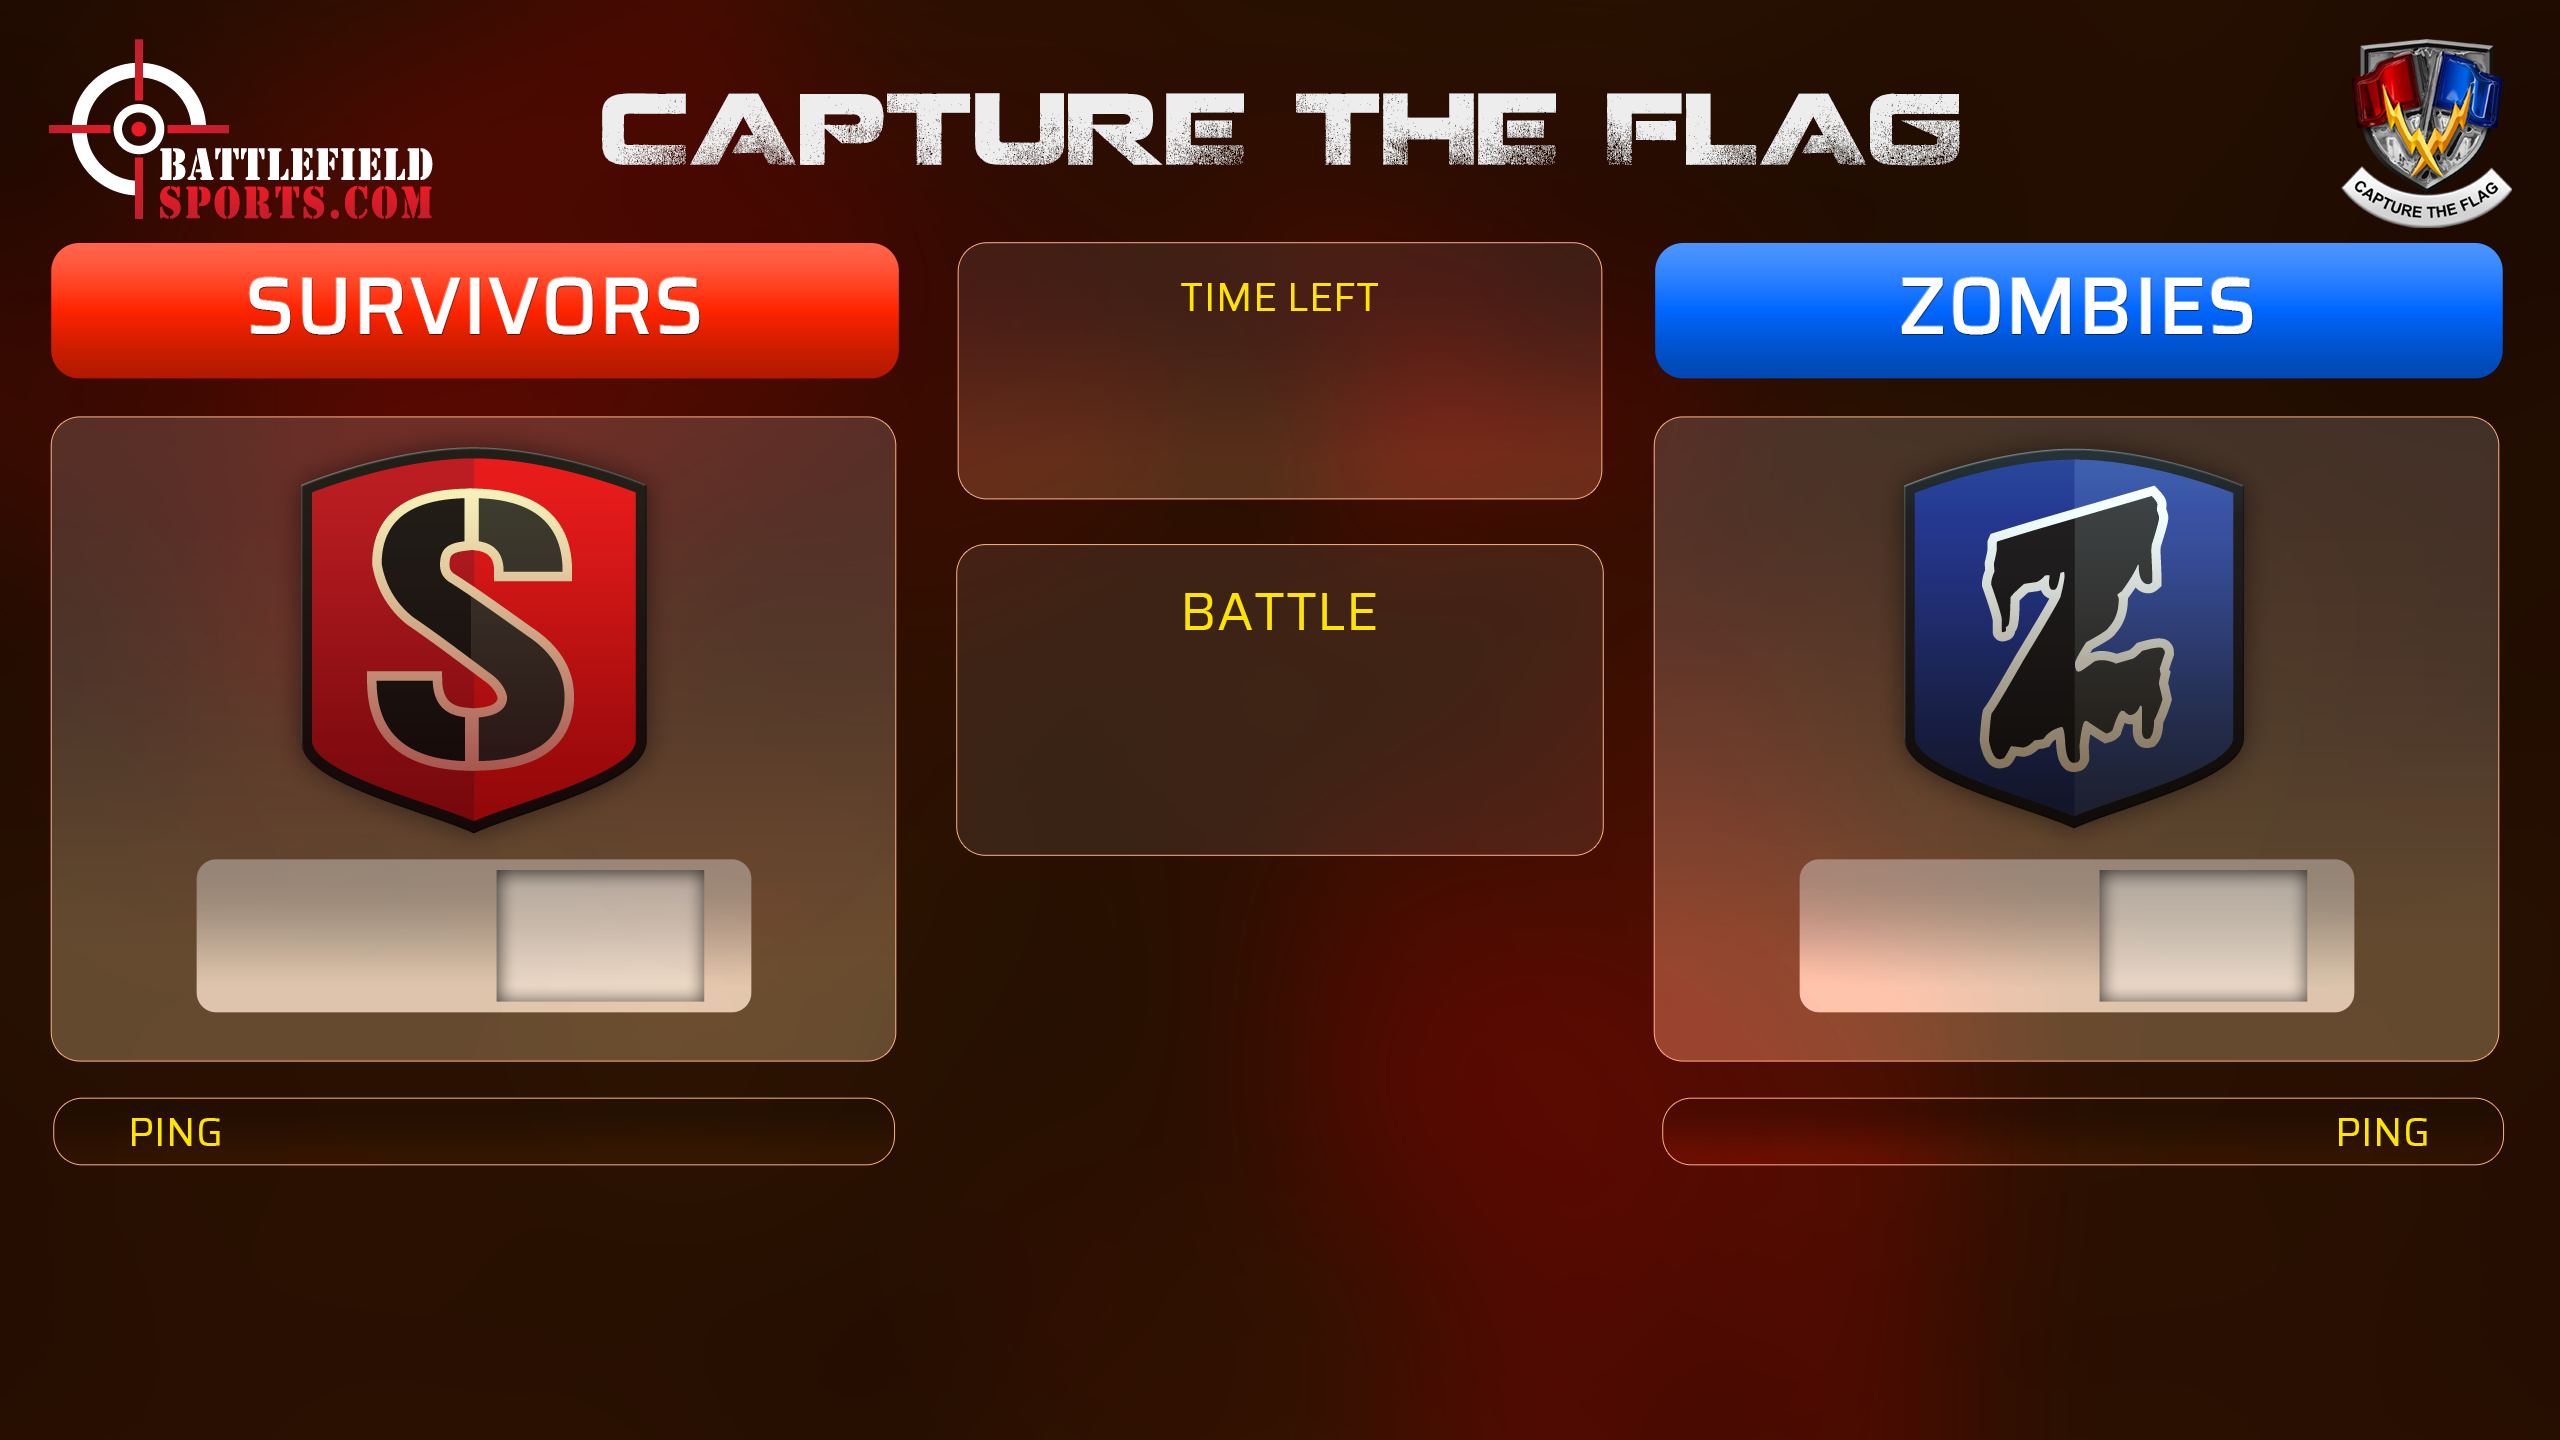 BATTLEFIELD
SPORTS.COM
CAPTURE THE FLAG
CAPTURE THE FLAG
SURVIVORS
TIME LEFT
ZOMBIES
S
BATTLE
Z
PING
PING